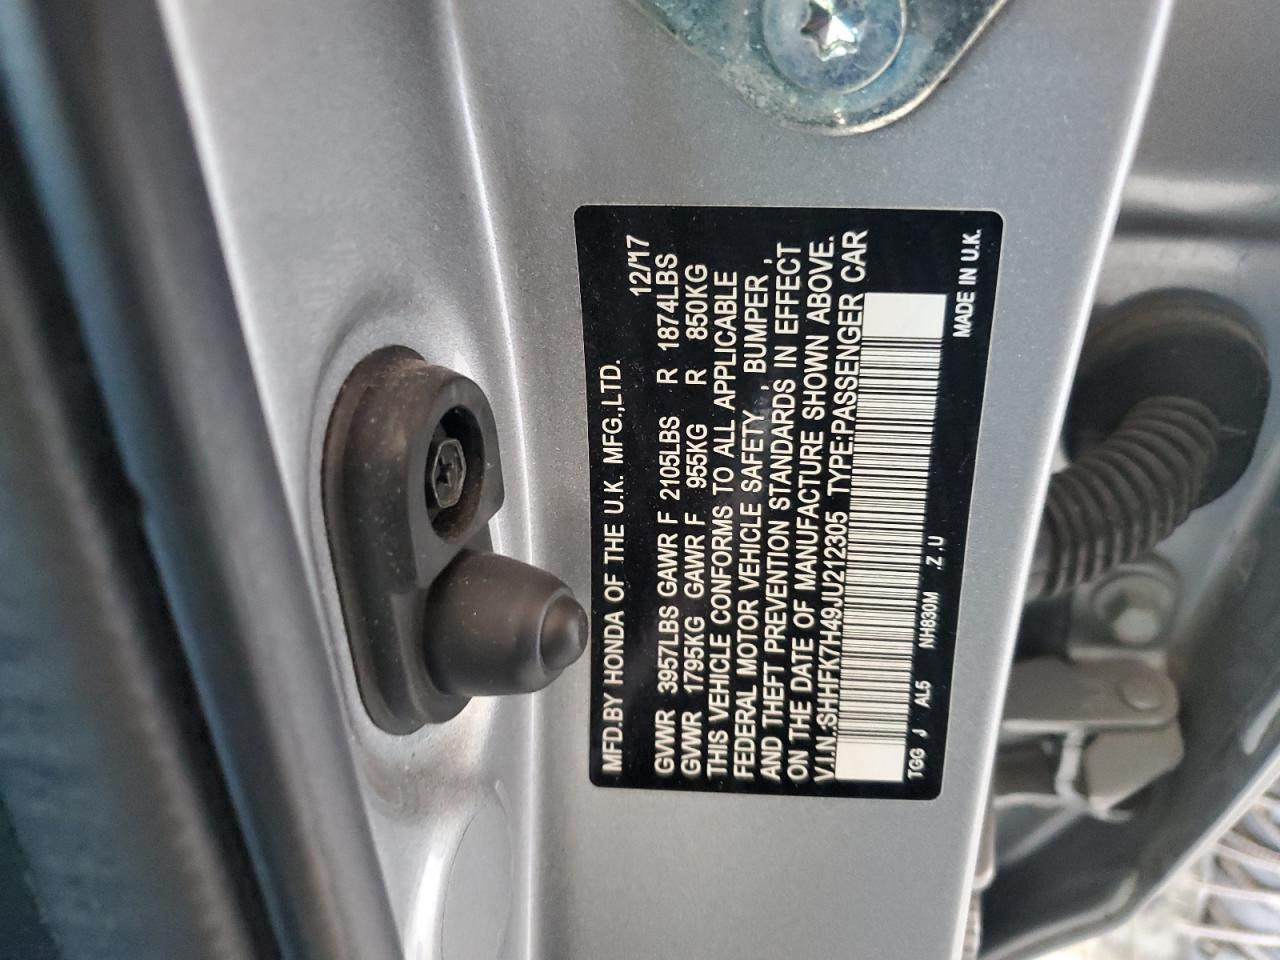 MFD.BY HONDA OF THE U.K. MFG.,LTD. 12/17
GVWR 3957LBS GAWR F 2105LBS R 1874LBS
GVWR 1795KG GAWR F 955KG R 850KG
THIS VEHICLE CONFORMS TO ALL APPLICABLE
FEDERAL MOTOR VEHICLE SAFETY, BUMPER,
AND THEFT PREVENTION STANDARDS IN EFFECT
ON THE DATE OF MANUFACTURE SHOWN ABOVE.
V.I.N.:SHHFK7H49JU212305 TYPE:PASSENGER CAR
TGG J AL5 NH830M .Z .U MADE IN U.K.